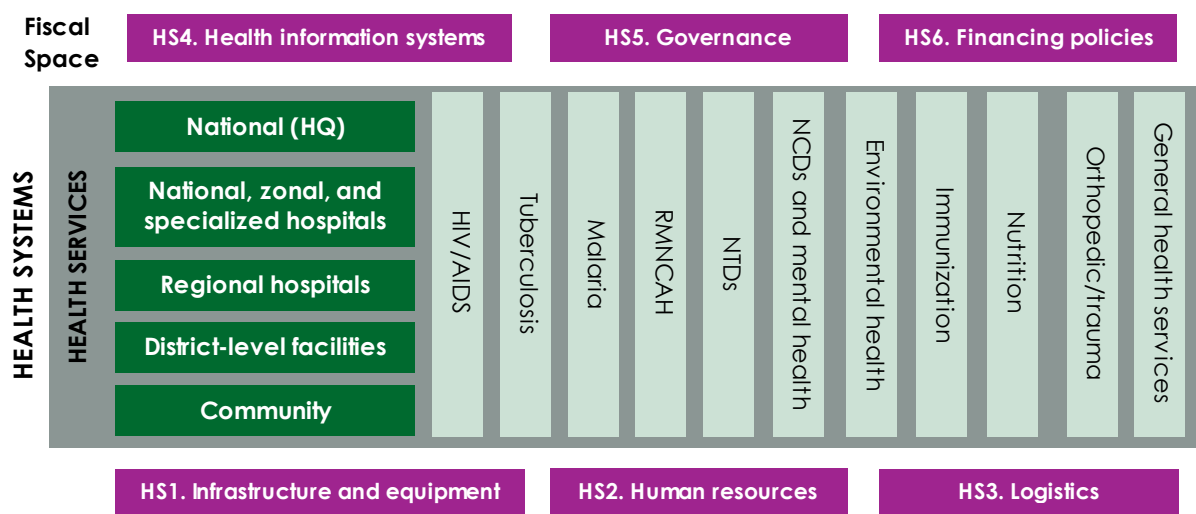 Fiscal
Space
HS4. Health information systems
HS5. Governance
HS6. Financing policies
HEALTH SYSTEMS
HEALTH SERVICES
National (HQ)
National, zonal, and
specialized hospitals
Regional hospitals
District-level facilities
Community
HIV/AIDS
Tuberculosis
Malaria
RMNCAH
NTDs
NCDs and mental health
Environmental health
Immunization
Nutrition
Orthopedic/trauma
General health services
HS1. Infrastructure and equipment
HS2. Human resources
HS3. Logistics